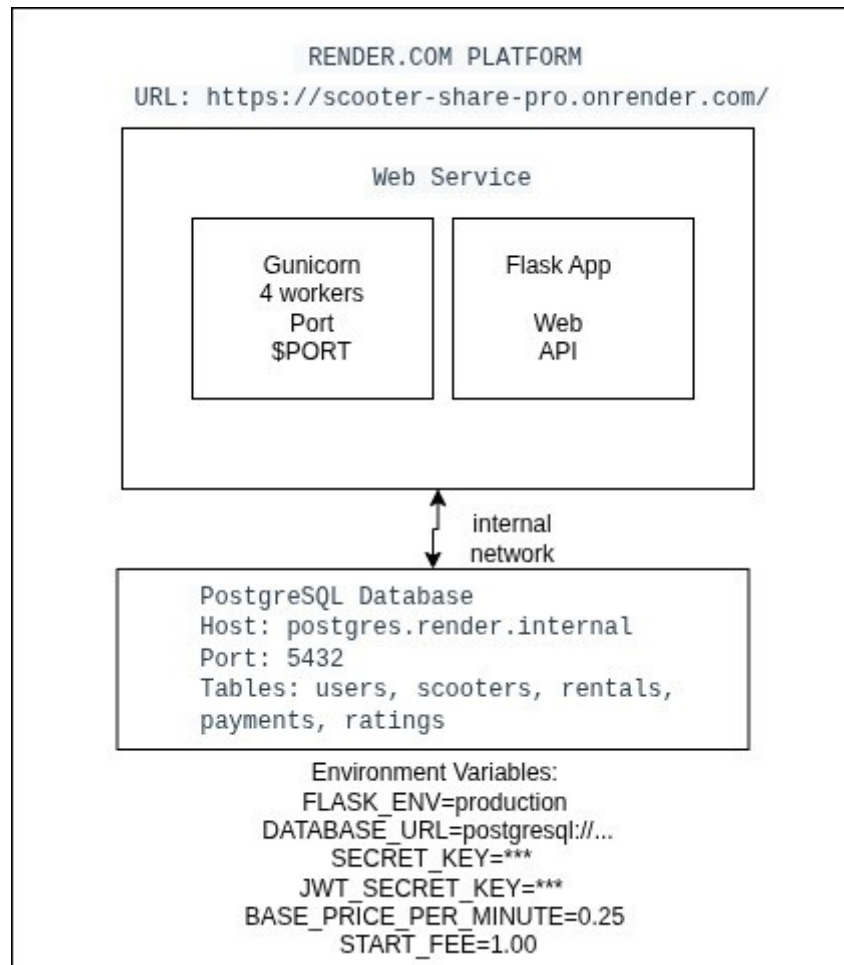 RENDER.COM PLATFORM
URL: https://scooter-share-pro.onrender.com/
Web Service
Gunicorn
4 workers
Port
$PORT
Flask App
Web
API
internal
network
PostgreSQL Database
Host: postgres.render.internal
Port: 5432
Tables: users, scooters, rentals,
payments, ratings
Environment Variables:
FLASK_ENV=production
DATABASE_URL=postgresql://...
SECRET_KEY=***
JWT_SECRET_KEY=***
BASE_PRICE_PER_MINUTE=0.25
START_FEE=1.00